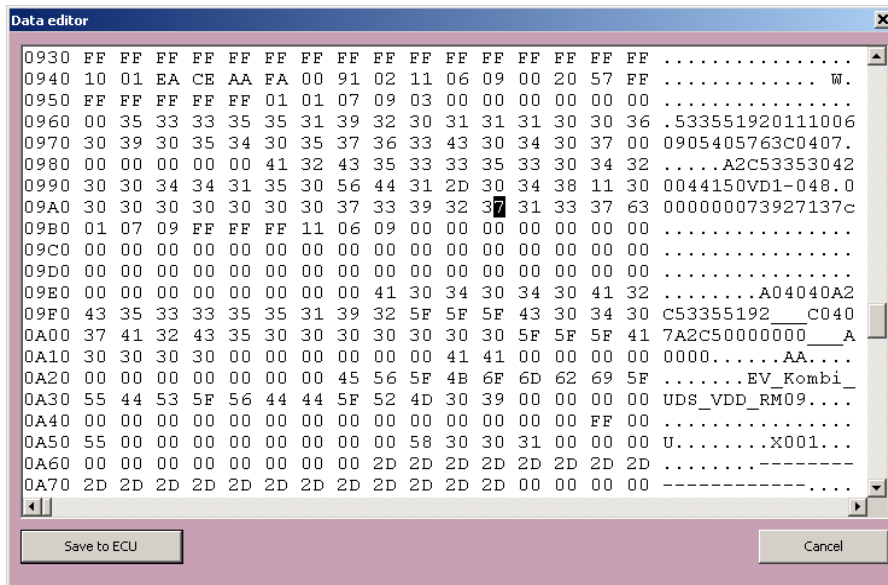 Data editor
0930 FF FF FF FF FF FF FF FF FF FF FF FF FF FF FF FF ................
0940 10 01 EA CE AA FA 00 91 02 11 06 09 00 20 57 FF ............. W.
0950 FF FF FF FF FF 01 01 07 09 03 00 00 00 00 00 00 ................
0960 00 35 33 33 35 35 31 39 32 30 31 31 31 30 30 36 .533551920111006
0970 30 39 30 35 34 30 35 37 36 33 43 30 34 30 37 00 0905405763C0407.
0980 00 00 00 00 00 41 32 43 35 33 33 35 33 30 34 32 .....A2C53353042
0990 30 30 34 34 31 35 30 56 44 31 2D 30 34 38 11 30 0044150VD1-048.0
09A0 30 30 30 30 30 30 30 37 33 39 32 37 31 33 37 63 000000073927137c
09B0 01 07 09 FF FF FF 11 06 09 00 00 00 00 00 00 00 ................
09C0 00 00 00 00 00 00 00 00 00 00 00 00 00 00 00 00 ................
09D0 00 00 00 00 00 00 00 00 00 00 00 00 00 00 00 00 ................
09E0 00 00 00 00 00 00 00 00 41 30 34 30 34 30 41 32 ........A04040A2
09F0 43 35 33 33 35 35 31 39 32 5F 5F 5F 43 30 34 30 C53355192___C040
0A00 37 41 32 43 35 30 30 30 30 30 30 30 5F 5F 5F 41 7A2C50000000___A
0A10 30 30 30 30 00 00 00 00 00 00 41 41 00 00 00 00 0000......AA....
0A20 00 00 00 00 00 00 00 45 56 5F 4B 6F 6D 62 69 5F .......EV_Kombi_
0A30 55 44 53 5F 56 44 44 5F 52 4D 30 39 00 00 00 00 UDS_VDD_RM09....
0A40 00 00 00 00 00 00 00 00 00 00 00 00 00 00 FF 00 ................
0A50 55 00 00 00 00 00 00 00 00 58 30 30 31 00 00 00 U........X001...
0A60 00 00 00 00 00 00 00 00 2D 2D 2D 2D 2D 2D 2D 2D ........--------
0A70 2D 2D 2D 2D 2D 2D 2D 2D 2D 2D 2D 2D 00 00 00 00 ------------....
Save to ECU
Cancel